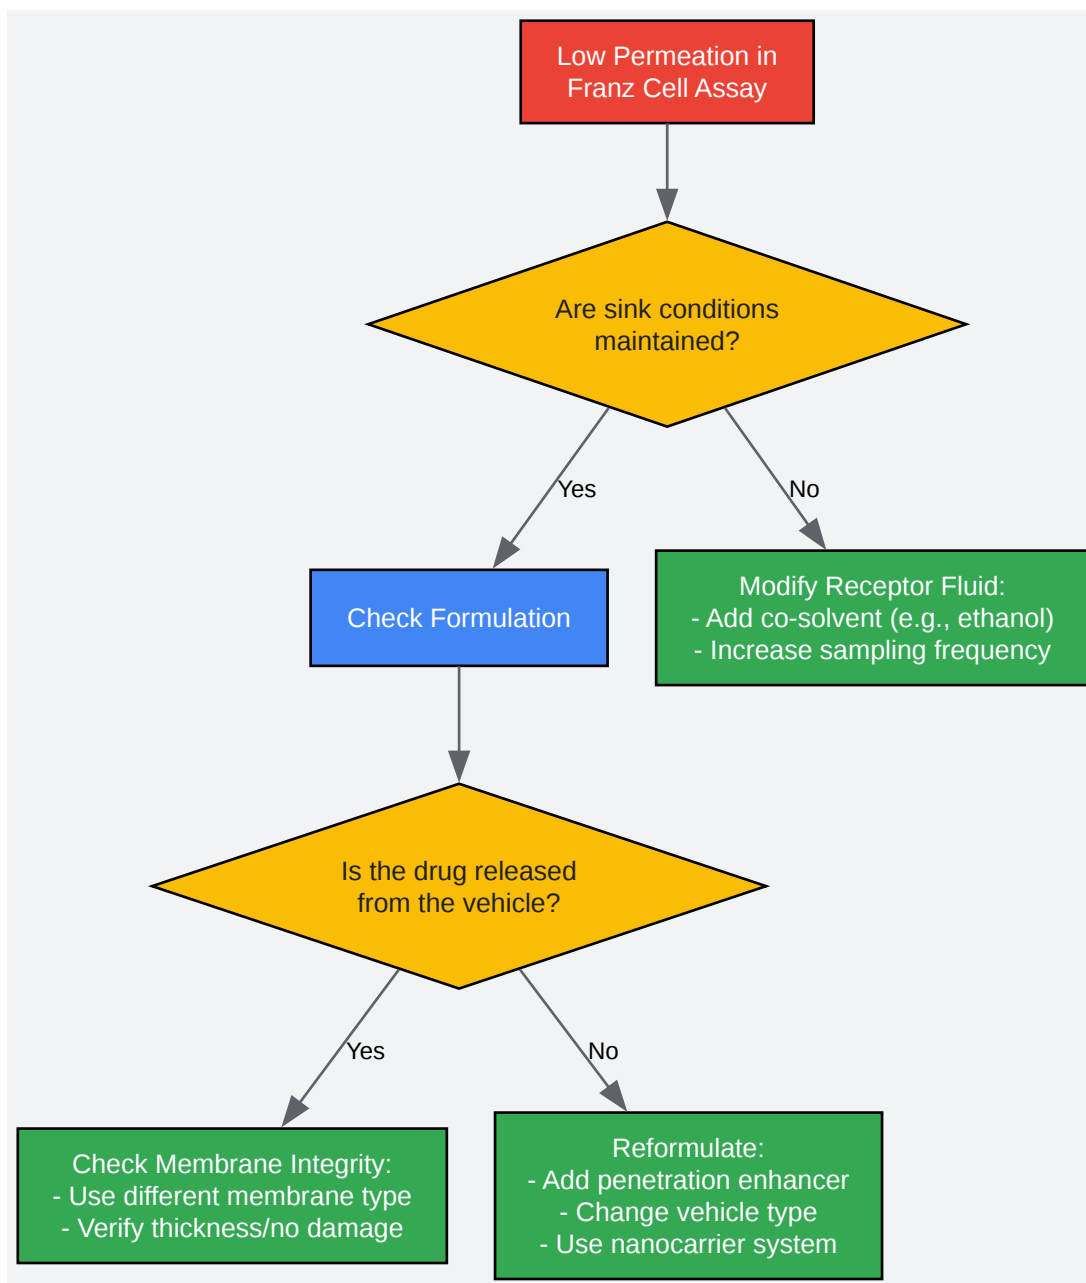 Low Permeation in
Franz Cell Assay
Are sink conditions
maintained?
Yes
No
Check Formulation
Modify Receptor Fluid:
- Add co-solvent (e.g., ethanol)
- Increase sampling frequency
Is the drug released
from the vehicle?
Yes
No
Check Membrane Integrity:
- Use different membrane type
- Verify thickness/no damage
Reformulate:
- Add penetration enhancer
- Change vehicle type
- Use nanocarrier system